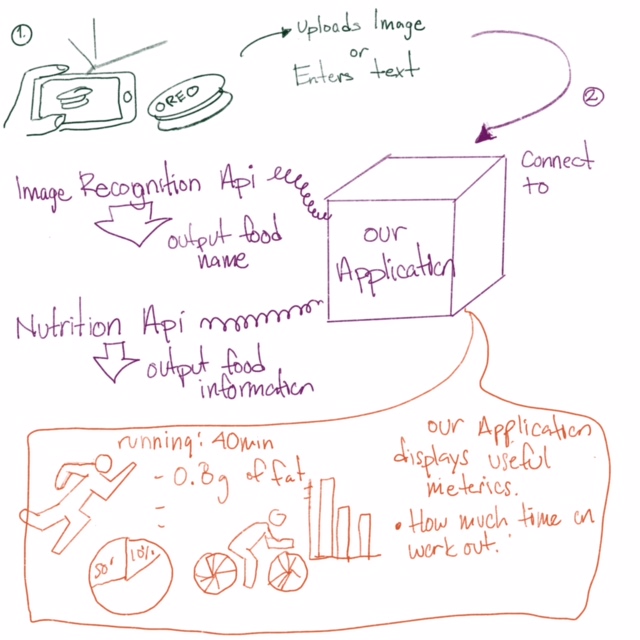 1.
OREO
Uploads Image
or
Enters text
2
Connect
to
Image Recognition Api
output food
name
our
Application
Nutrition Api
output food
information
running: 40min
- 0.8g of fat
-
-
50%
10%
our Application
displays useful
meterics.
• How much time on
work out.